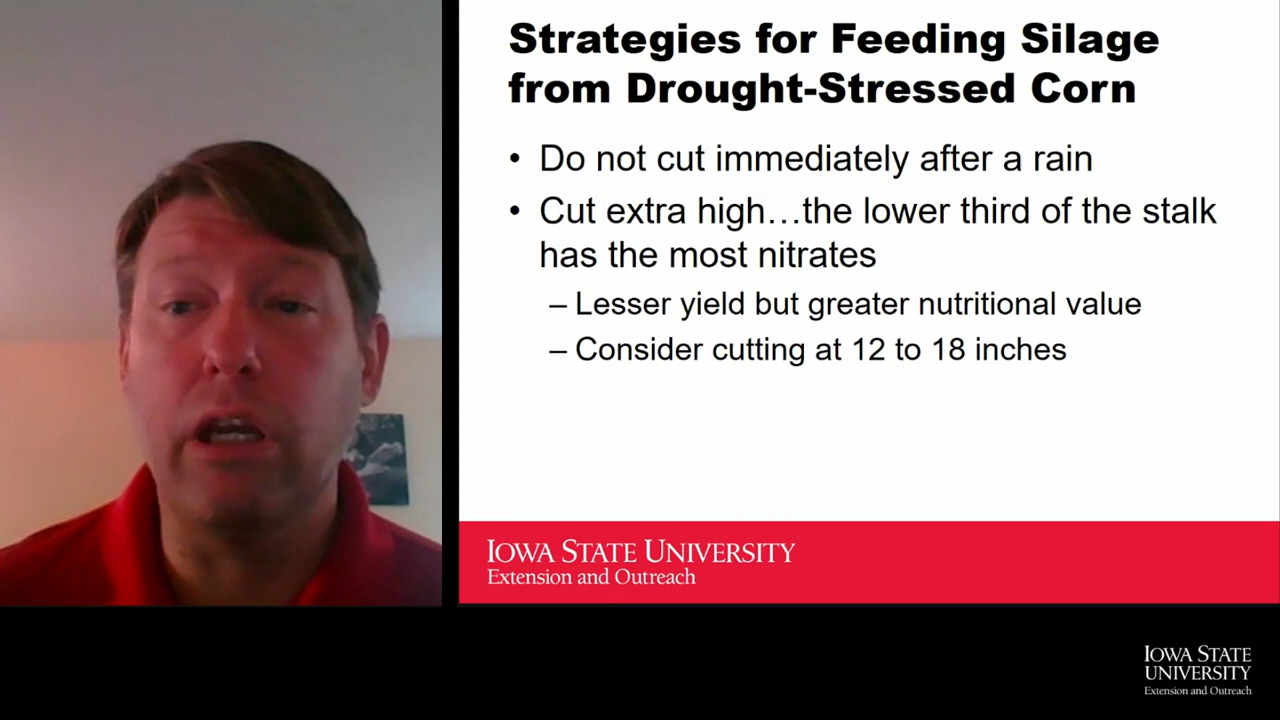 Strategies for Feeding Silage
from Drought-Stressed Corn
• Do not cut immediately after a rain
• Cut extra high…the lower third of the stalk
has the most nitrates
– Lesser yield but greater nutritional value
– Consider cutting at 12 to 18 inches
IOWA STATE UNIVERSITY
Extension and Outreach
IOWA STATE
UNIVERSITY
Extension and Outreach